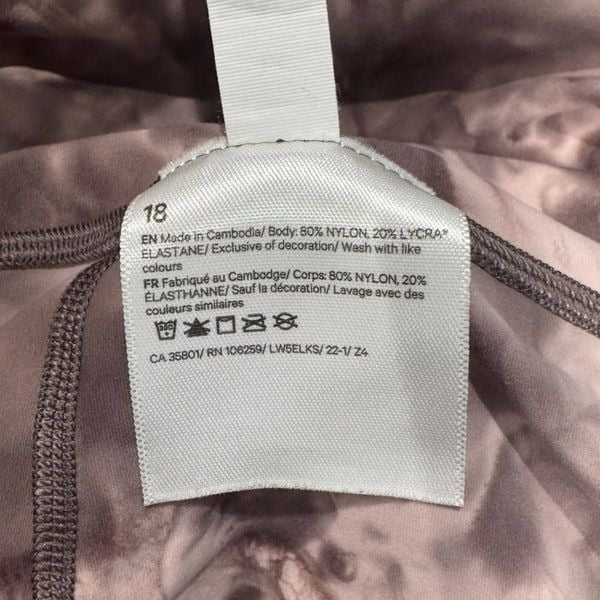 18
EN Made in Cambodia/ Body: 80% NYLON, 20% LYCRA®
ELASTANE/ Exclusive of decoration/ Wash with like
colours
FR Fabriqué au Cambodge/ Corps: 80% NYLON, 20%
ÉLASTHANNE/ Sauf la décoration/ Lavage avec des
couleurs similaires
CA 35801/ RN 106259/ LW5ELKS/ 22-1/ Z4